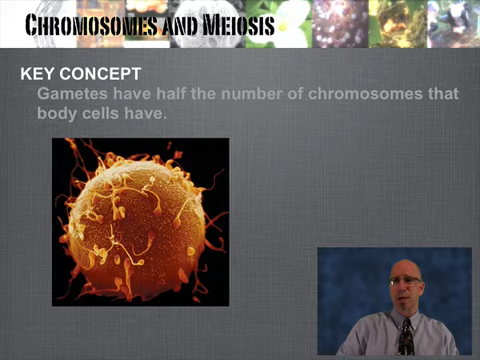 CHROMOSOMES AND MEIOSIS
KEY CONCEPT
Gametes have half the number of chromosomes that
body cells have.